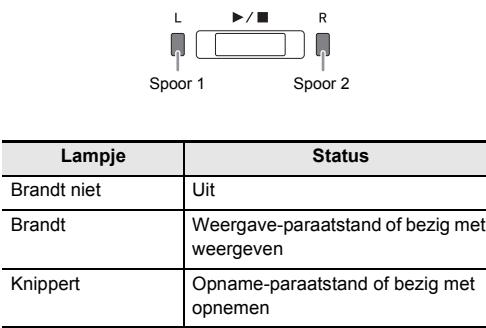 L ▶/■ R
Spoor 1 Spoor 2
Lampje Status
Brandt niet Uit
Brandt Weergave-paraatstand of bezig met
weergeven
Knippert Opname-paraatstand of bezig met
opnemen